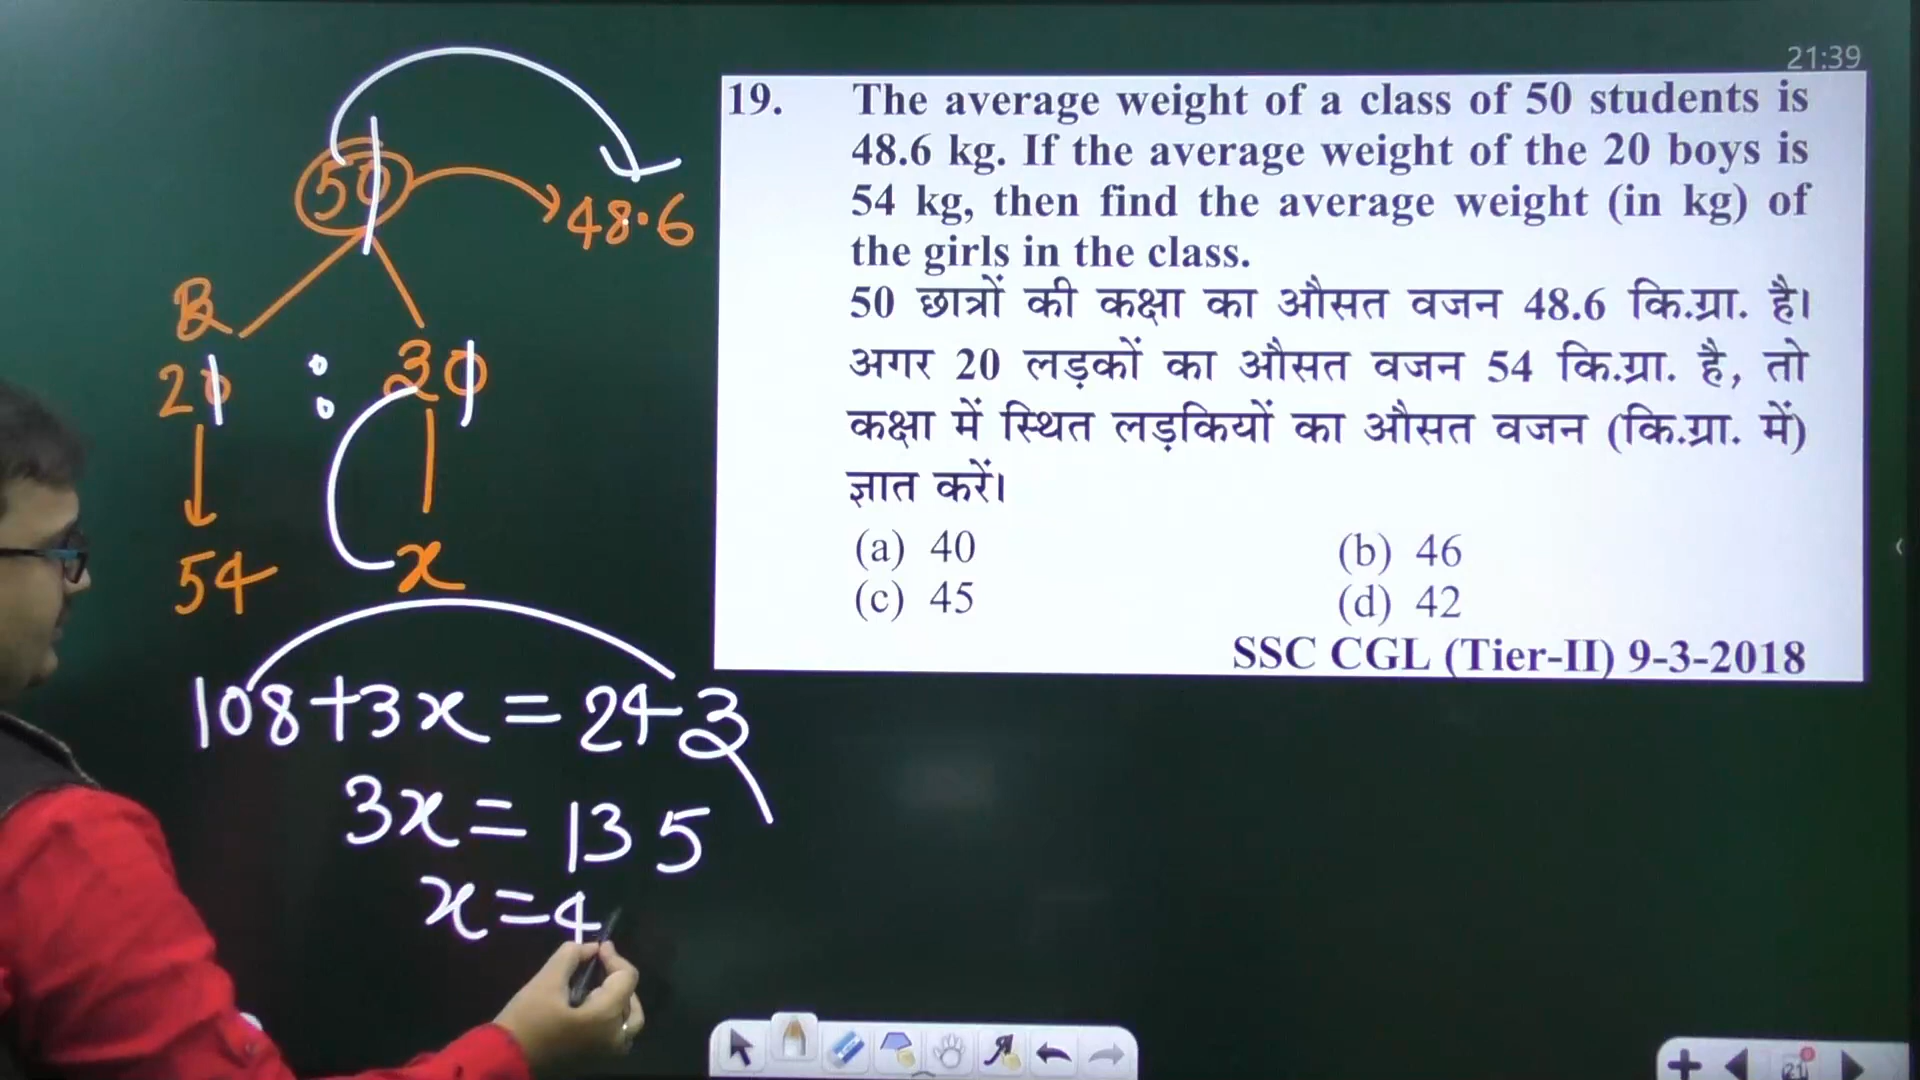 21:39
19. The average weight of a class of 50 students is
48.6 kg. If the average weight of the 20 boys is
54 kg, then find the average weight (in kg) of
the girls in the class.
50 छात्रों की कक्षा का औसत वजन 48.6 कि.ग्रा. है।
अगर 20 लड़कों का औसत वजन 54 कि.ग्रा. है, तो
कक्षा में स्थित लड़कियों का औसत वजन (कि.ग्रा. में)
ज्ञात करें।
(a) 40 (b) 46
(c) 45 (d) 42
SSC CGL (Tier-II) 9-3-2018
50 48.6
B
20 : 30
54 x
108+3x=243
3x=135
x=4
21